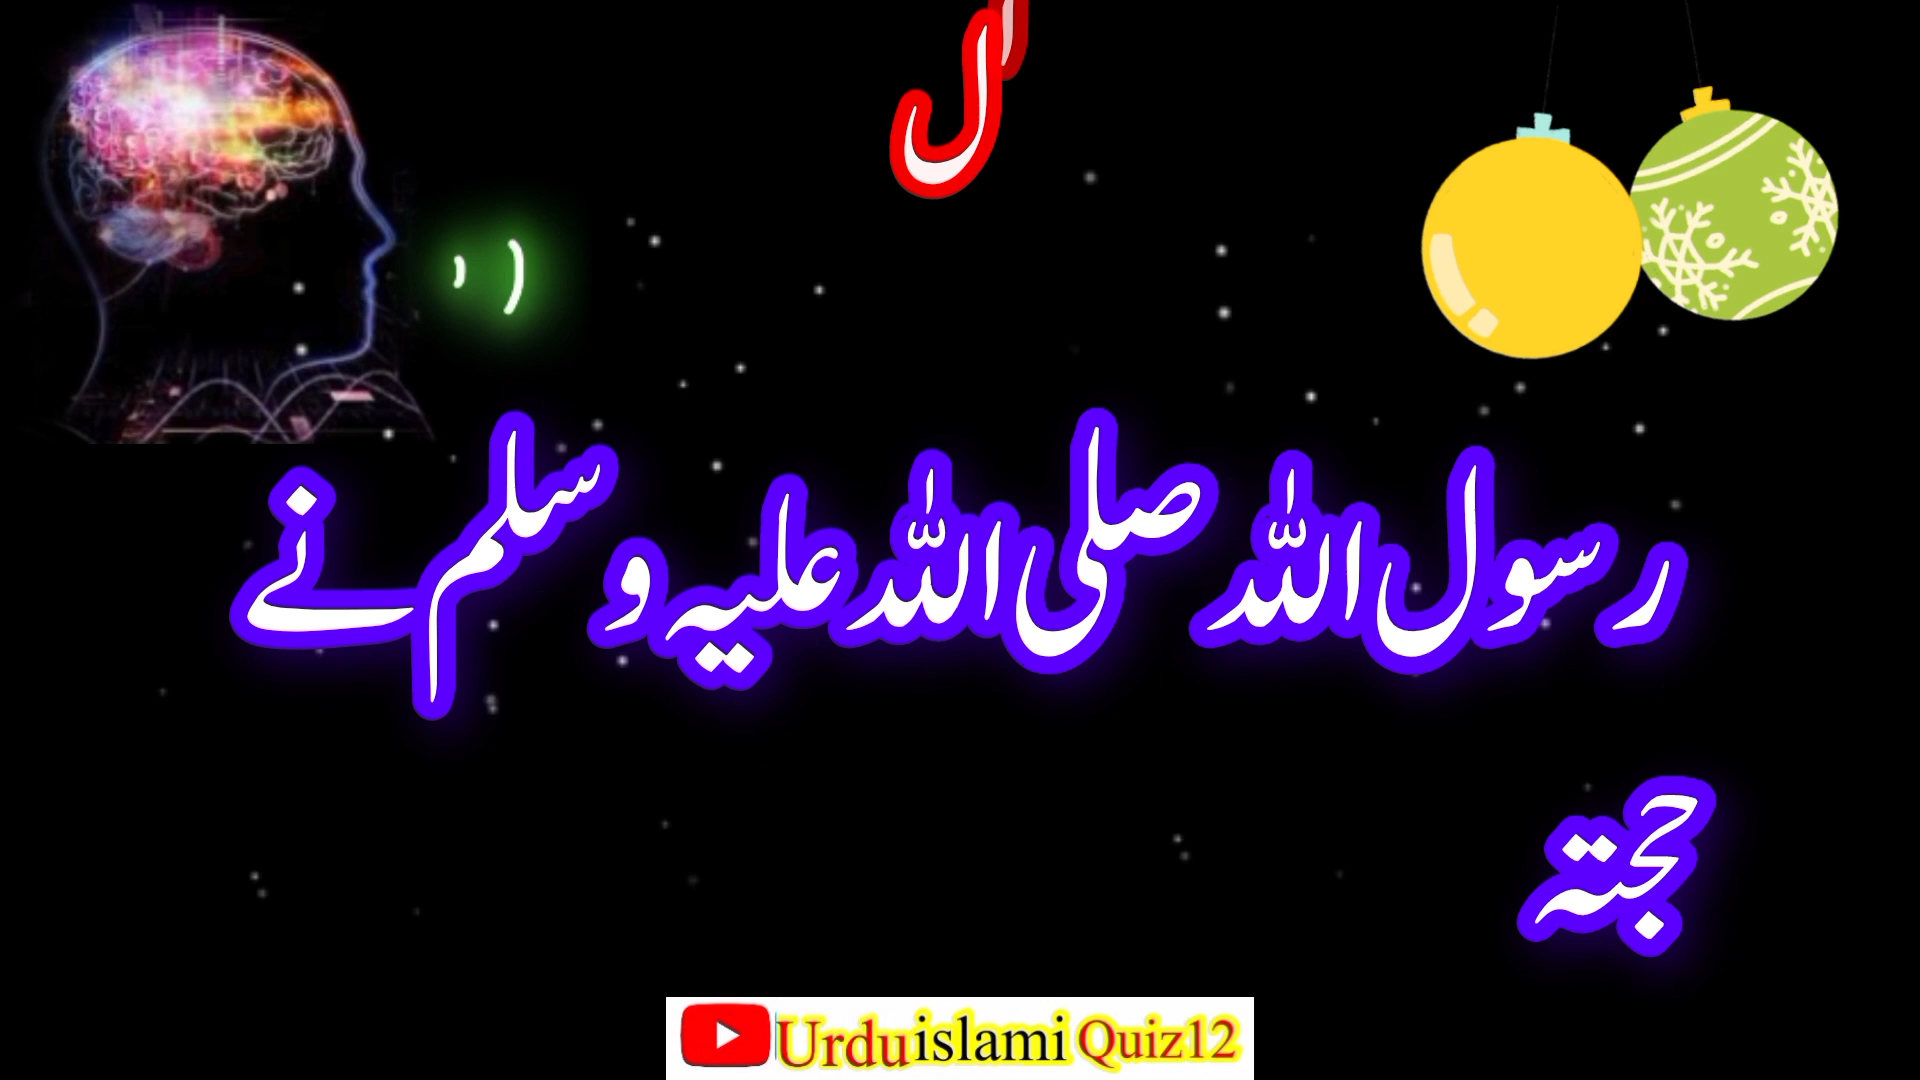 رسول اللہ صلی اللہ علیہ وسلم نے
حجتہ
Urduislami Quiz12